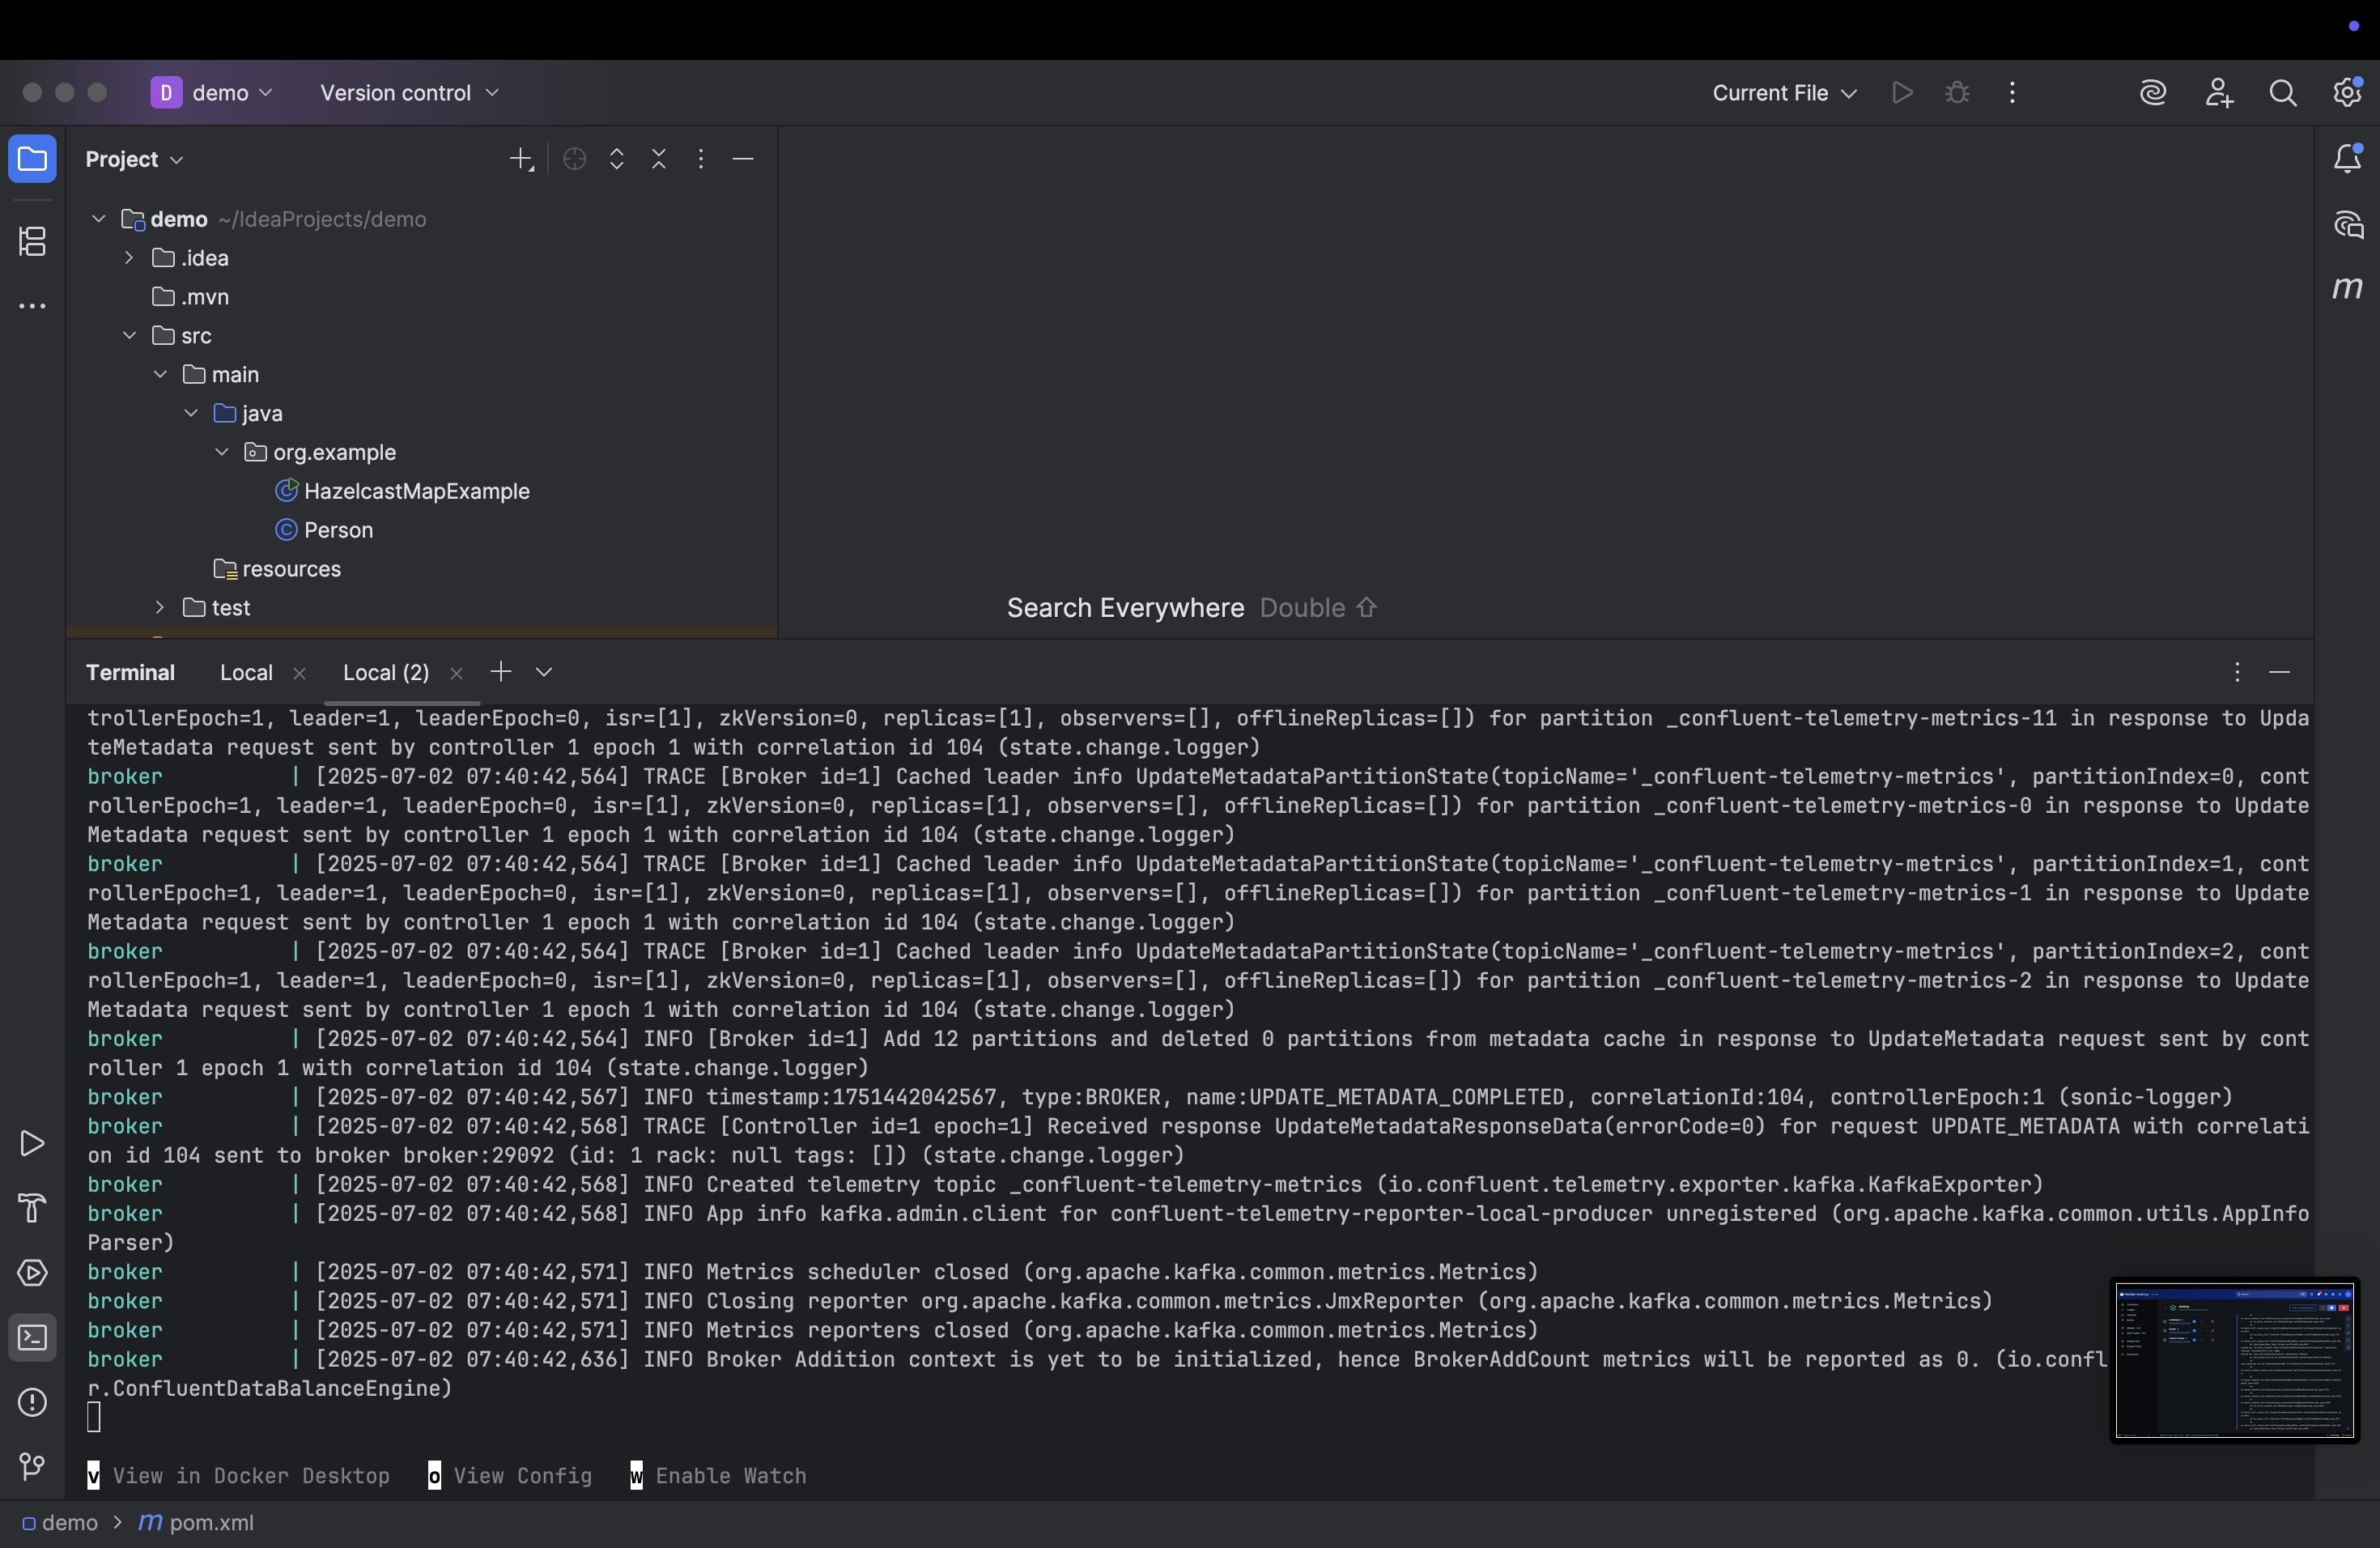 D demo Version control Current File
Project
demo ~/IdeaProjects/demo
.idea
.mvn
src
main
java
org.example
HazelcastMapExample
Person
resources
test
Search Everywhere Double ⇧
m
Terminal Local Local (2)
trollerEpoch=1, leader=1, leaderEpoch=0, isr=[1], zkVersion=0, replicas=[1], observers=[], offlineReplicas=[]) for partition _confluent-telemetry-metrics-11 in response to Upda
teMetadata request sent by controller 1 epoch 1 with correlation id 104 (state.change.logger)
broker | [2025-07-02 07:40:42,564] TRACE [Broker id=1] Cached leader info UpdateMetadataPartitionState(topicName='_confluent-telemetry-metrics', partitionIndex=0, cont
rollerEpoch=1, leader=1, leaderEpoch=0, isr=[1], zkVersion=0, replicas=[1], observers=[], offlineReplicas=[]) for partition _confluent-telemetry-metrics-0 in response to Update
Metadata request sent by controller 1 epoch 1 with correlation id 104 (state.change.logger)
broker | [2025-07-02 07:40:42,564] TRACE [Broker id=1] Cached leader info UpdateMetadataPartitionState(topicName='_confluent-telemetry-metrics', partitionIndex=1, cont
rollerEpoch=1, leader=1, leaderEpoch=0, isr=[1], zkVersion=0, replicas=[1], observers=[], offlineReplicas=[]) for partition _confluent-telemetry-metrics-1 in response to Update
Metadata request sent by controller 1 epoch 1 with correlation id 104 (state.change.logger)
broker | [2025-07-02 07:40:42,564] TRACE [Broker id=1] Cached leader info UpdateMetadataPartitionState(topicName='_confluent-telemetry-metrics', partitionIndex=2, cont
rollerEpoch=1, leader=1, leaderEpoch=0, isr=[1], zkVersion=0, replicas=[1], observers=[], offlineReplicas=[]) for partition _confluent-telemetry-metrics-2 in response to Update
Metadata request sent by controller 1 epoch 1 with correlation id 104 (state.change.logger)
broker | [2025-07-02 07:40:42,564] INFO [Broker id=1] Add 12 partitions and deleted 0 partitions from metadata cache in response to UpdateMetadata request sent by cont
roller 1 epoch 1 with correlation id 104 (state.change.logger)
broker | [2025-07-02 07:40:42,567] INFO timestamp:1751442042567, type:BROKER, name:UPDATE_METADATA_COMPLETED, correlationId:104, controllerEpoch:1 (sonic-logger)
broker | [2025-07-02 07:40:42,568] TRACE [Controller id=1 epoch=1] Received response UpdateMetadataResponseData(errorCode=0) for request UPDATE_METADATA with correlati
on id 104 sent to broker broker:29092 (id: 1 rack: null tags: []) (state.change.logger)
broker | [2025-07-02 07:40:42,568] INFO Created telemetry topic _confluent-telemetry-metrics (io.confluent.telemetry.exporter.kafka.KafkaExporter)
broker | [2025-07-02 07:40:42,568] INFO App info kafka.admin.client for confluent-telemetry-reporter-local-producer unregistered (org.apache.kafka.common.utils.AppInfo
Parser)
broker | [2025-07-02 07:40:42,571] INFO Metrics scheduler closed (org.apache.kafka.common.metrics.Metrics)
broker | [2025-07-02 07:40:42,571] INFO Closing reporter org.apache.kafka.common.metrics.JmxReporter (org.apache.kafka.common.metrics.Metrics)
broker | [2025-07-02 07:40:42,571] INFO Metrics reporters closed (org.apache.kafka.common.metrics.Metrics)
broker | [2025-07-02 07:40:42,636] INFO Broker Addition context is yet to be initialized, hence BrokerAddCount metrics will be reported as 0. (io.confl
r.ConfluentDataBalanceEngine)
v View in Docker Desktop o View Config w Enable Watch
demo > m pom.xml